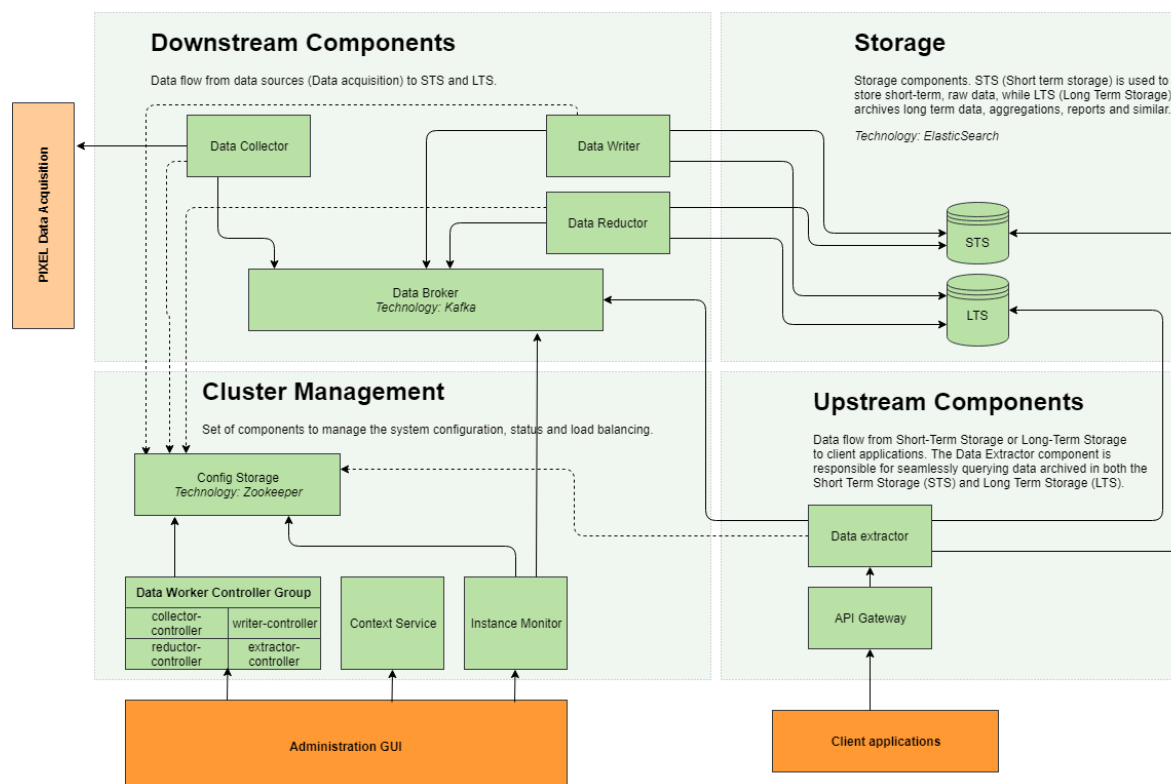 Downstream Components
Data flow from data sources (Data acquisition) to STS and LTS.
Storage
Storage components. STS (Short term storage) is used to
store short-term, raw data, while LTS (Long Term Storage)
archives long term data, aggregations, reports and similar.
Technology: ElasticSearch
PIXEL Data Acquisition
Data Collector
Data Writer
Data Reductor
Data Broker
Technology: Kafka
STS
LTS
Cluster Management
Set of components to manage the system configuration, status and load balancing.
Config Storage
Technology: Zookeeper
Data Worker Controller Group
collector-
controller
writer-controller
reductor-
controller
extractor-
controller
Context Service
Instance Monitor
Upstream Components
Data flow from Short-Term Storage or Long-Term Storage
to client applications. The Data Extractor component is
responsible for seamlessly querying data archived in both the
Short Term Storage (STS) and Long Term Storage (LTS).
Data extractor
API Gateway
Administration GUI
Client applications